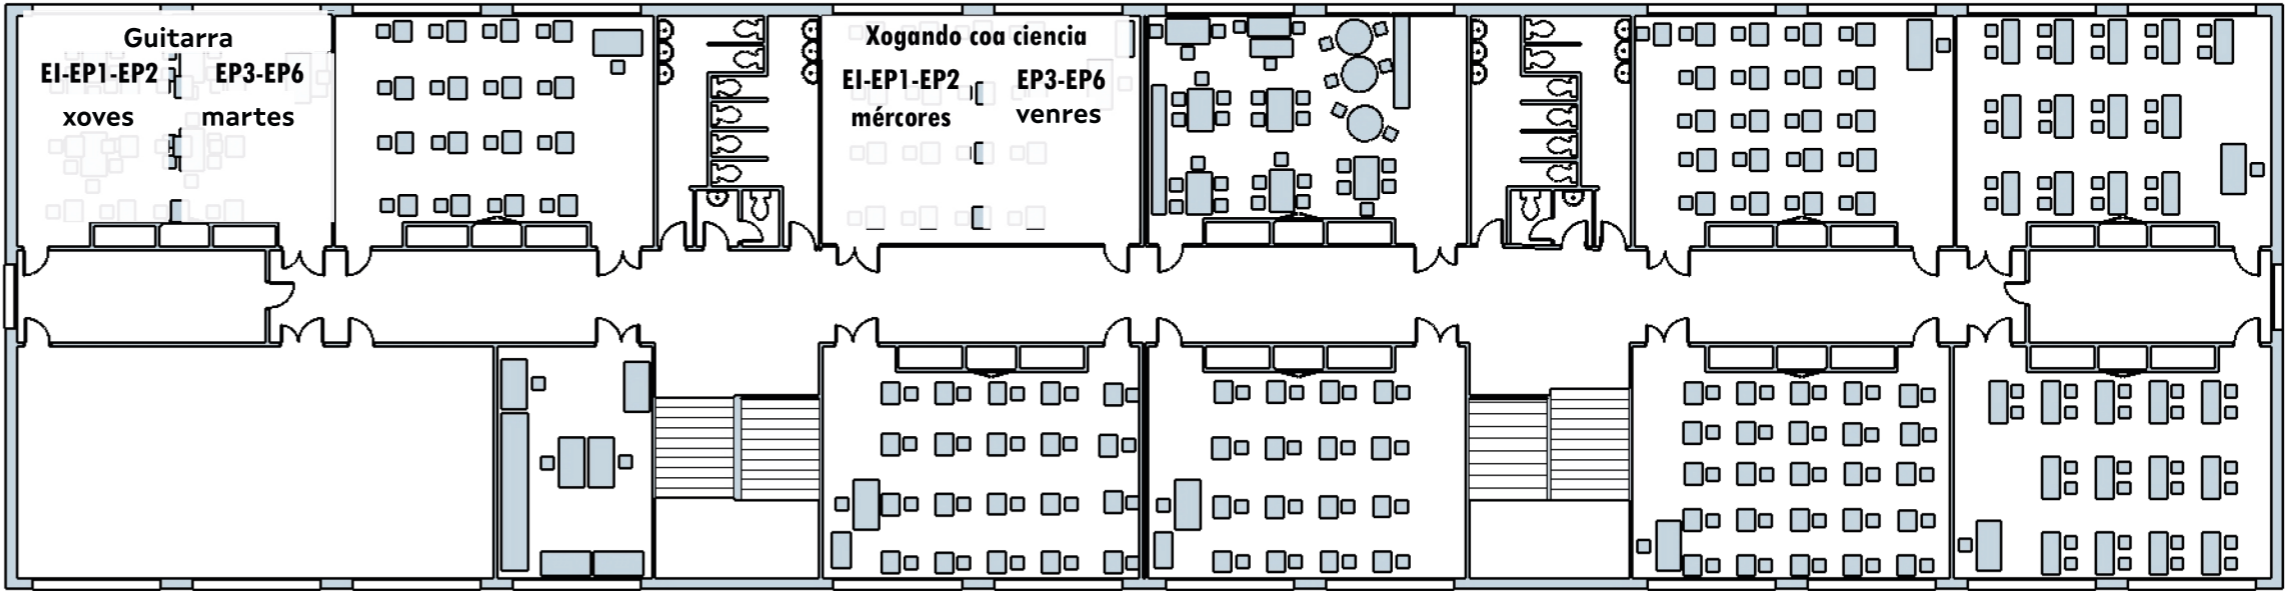 Guitarra
EI-EP1-EP2 EP3-EP6
xoves martes
Xogando coa ciencia
EI-EP1-EP2 EP3-EP6
mércores venres